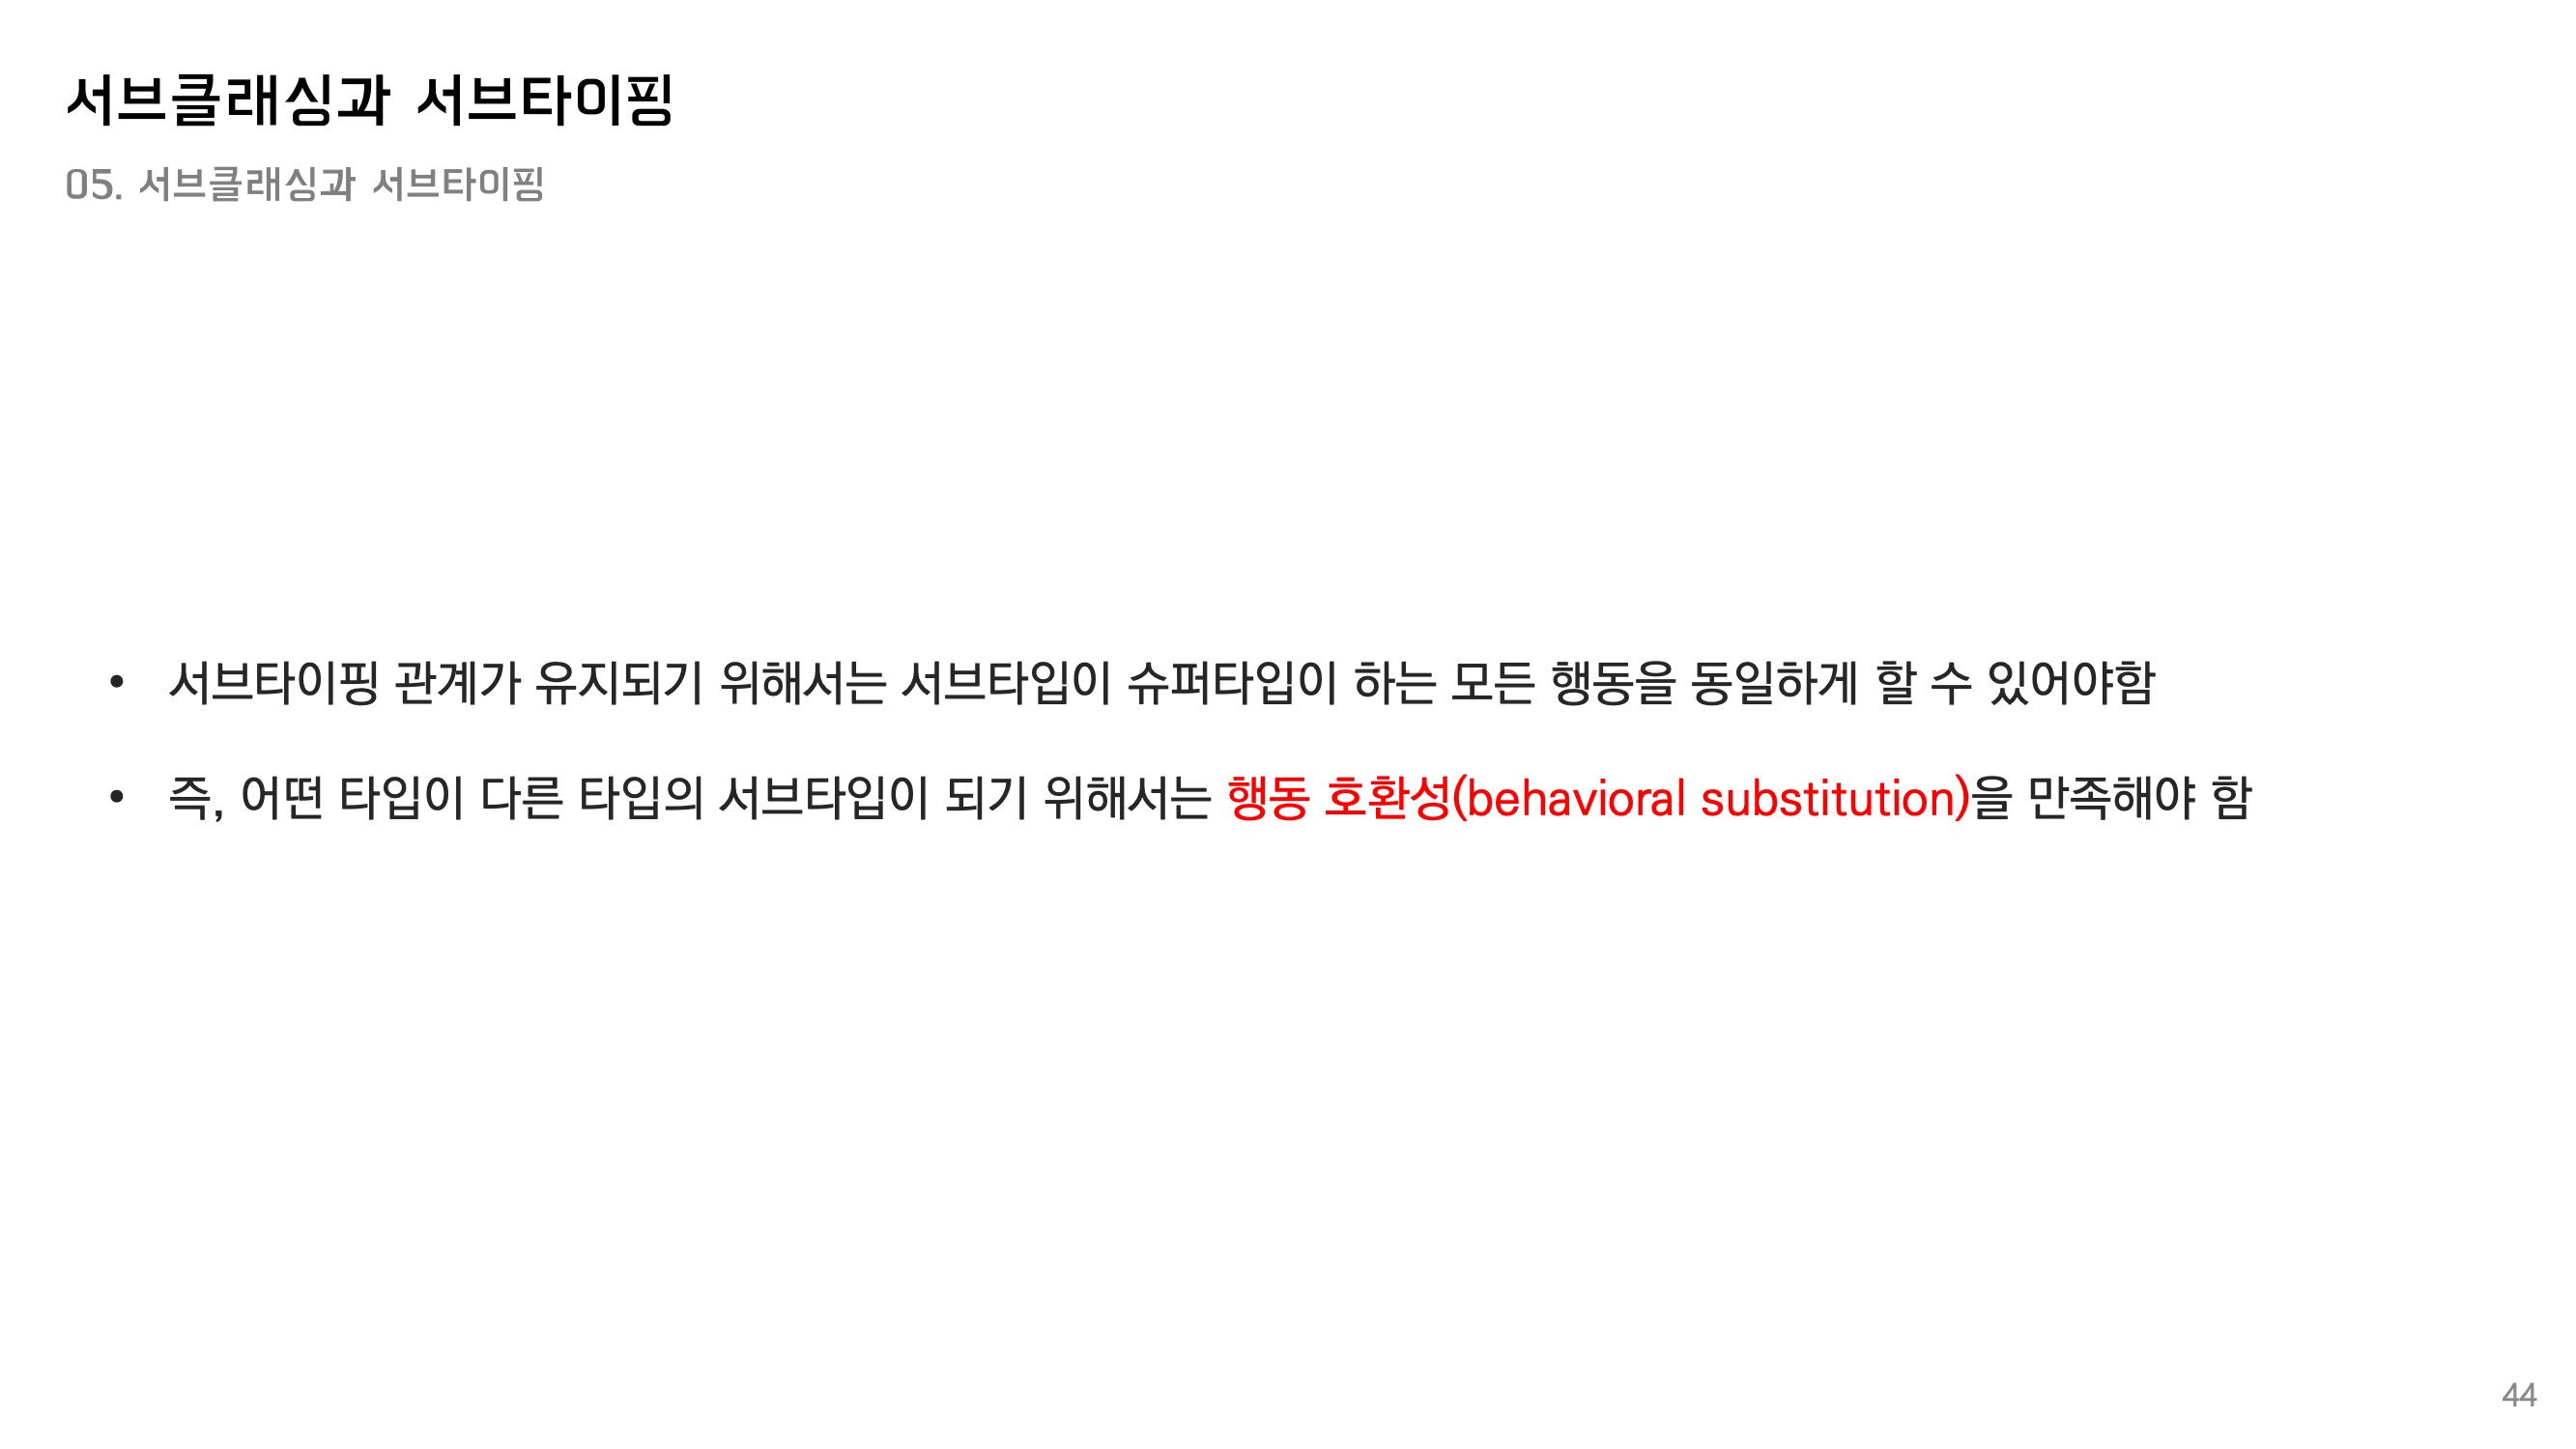 서브클래싱과 서브타이핑
05. 서브클래싱과 서브타이핑
• 서브타이핑 관계가 유지되기 위해서는 서브타입이 슈퍼타입이 하는 모든 행동을 동일하게 할 수 있어야함
• 즉, 어떤 타입이 다른 타입의 서브타입이 되기 위해서는 행동 호환성(behavioral substitution)을 만족해야 함
44